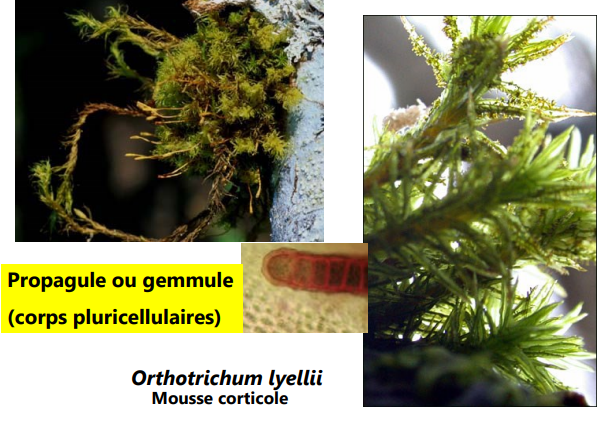 Propagule ou gemmule
(corps pluricellulaires)
Orthotrichum lyellii
Mousse corticole